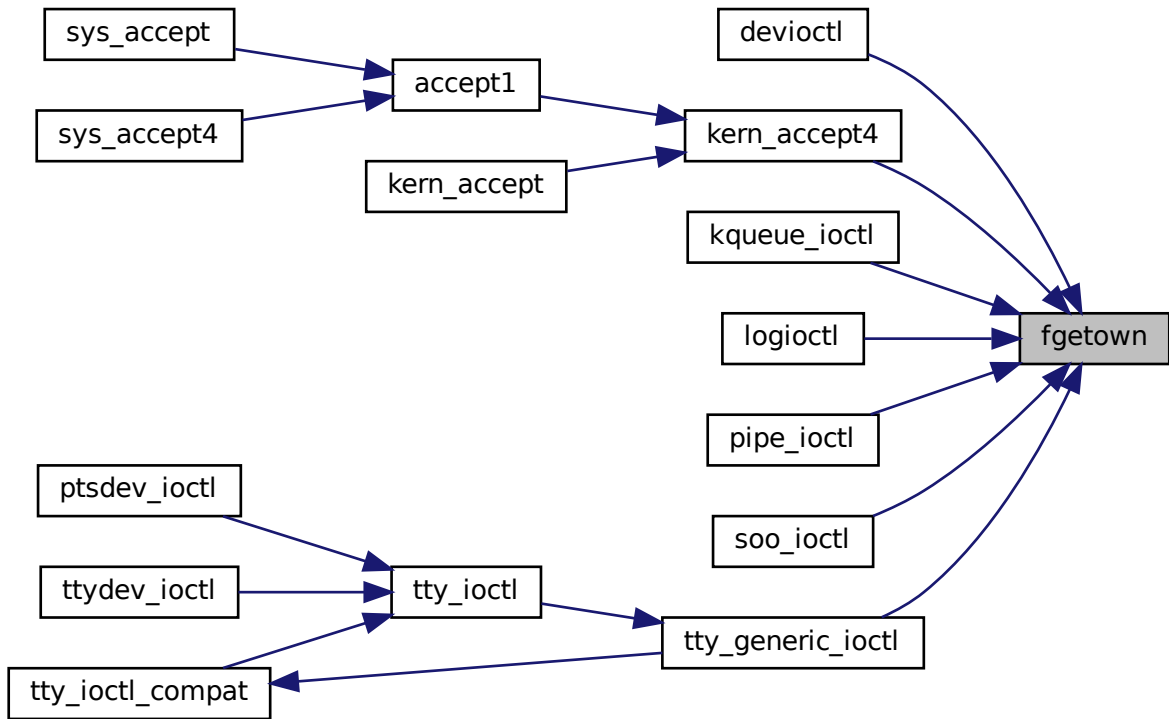 sys_accept
devioctl
accept1
sys_accept4
kern_accept4
kern_accept
kqueue_ioctl
logioctl
fgetown
pipe_ioctl
ptsdev_ioctl
soo_ioctl
ttydev_ioctl
tty_ioctl
tty_generic_ioctl
tty_ioctl_compat